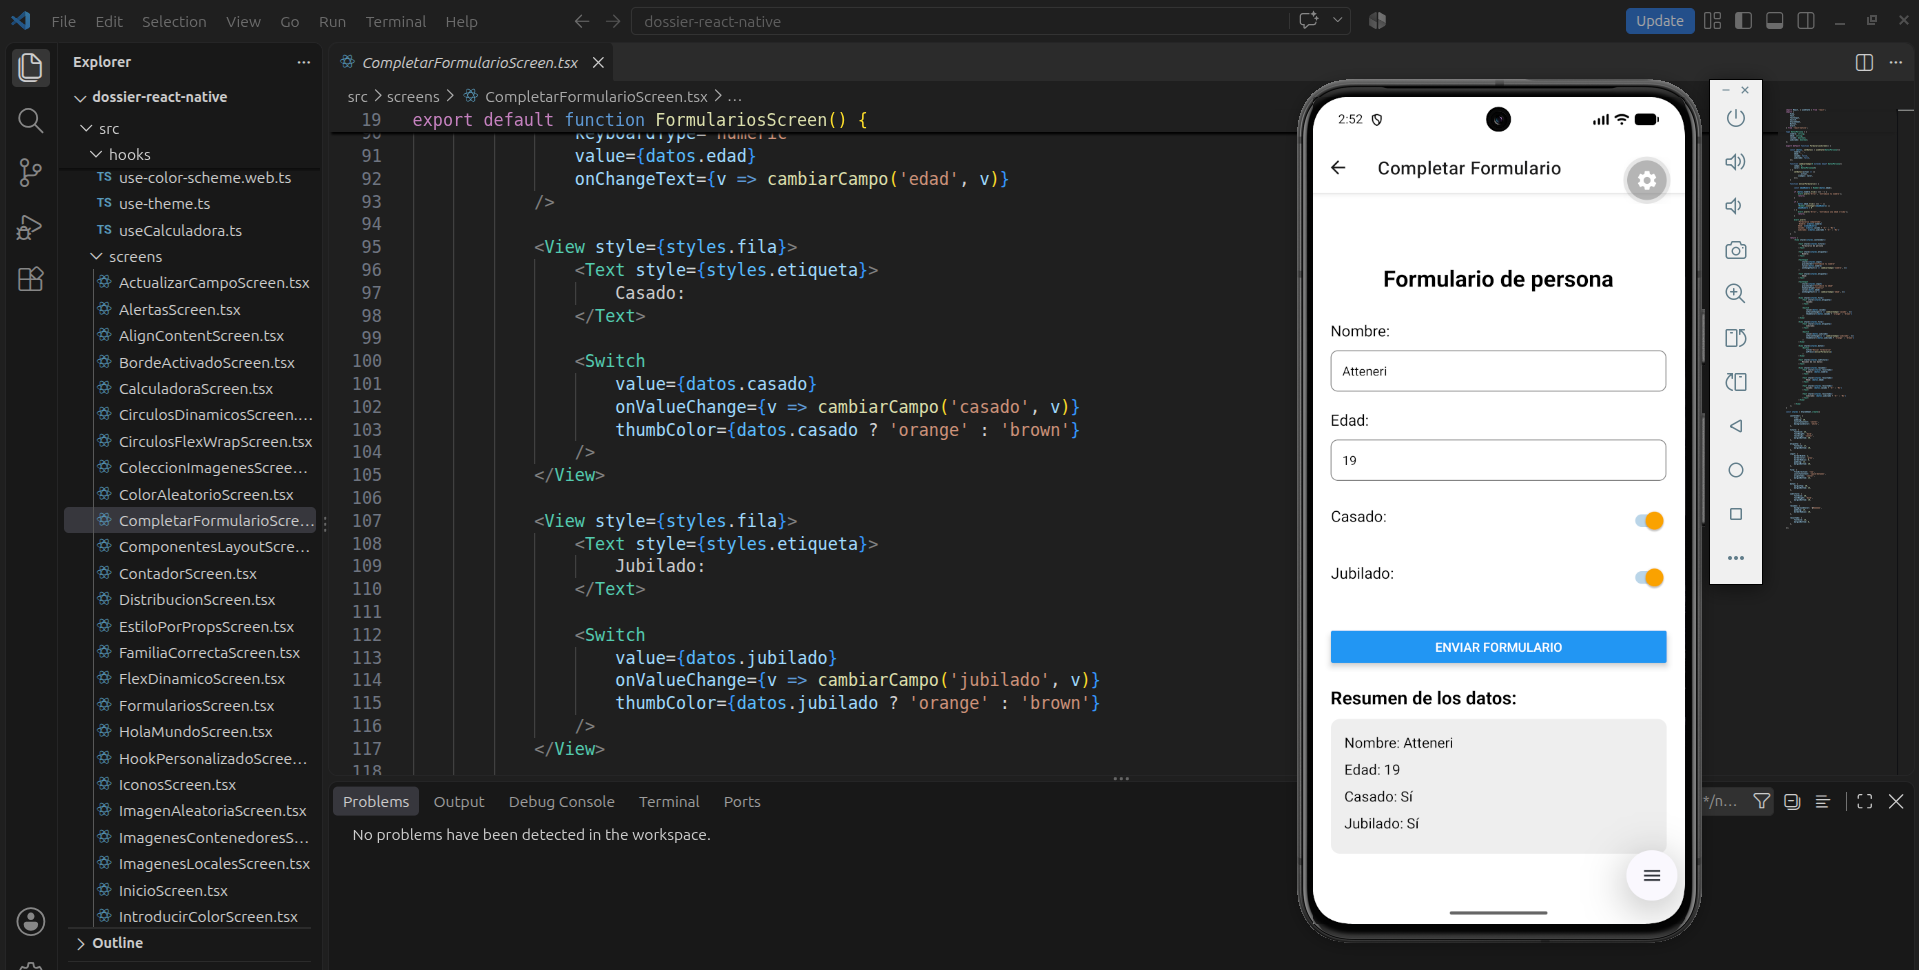 File Edit Selection View Go Run Terminal Help
dossier-react-native
Update
Explorer
dossier-react-native
src
hooks
use-color-scheme.web.ts
use-theme.ts
useCalculadora.ts
screens
ActualizarCampoScreen.tsx
AlertasScreen.tsx
AlignContentScreen.tsx
BordeActivadoScreen.tsx
CalculadoraScreen.tsx
CirculosDinamicosScreen....
CirculosFlexWrapScreen.tsx
ColeccionImagenesScree...
ColorAleatorioScreen.tsx
CompletarFormularioScre...
ComponentesLayoutScre...
ContadorScreen.tsx
DistribucionScreen.tsx
EstiloPorPropsScreen.tsx
FamiliaCorrectaScreen.tsx
FlexDinamicoScreen.tsx
FormulariosScreen.tsx
HolaMundoScreen.tsx
HookPersonalizadoScree...
IconosScreen.tsx
ImagenAleatoriaScreen.tsx
ImagenesContenedoresS...
ImagenesLocalesScreen.tsx
InicioScreen.tsx
IntroducirColorScreen.tsx
Outline
CompletarFormularioScreen.tsx
src > screens > CompletarFormularioScreen.tsx > ...
19 export default function FormulariosScreen() {
90 keyboardType="numeric"
91 value={datos.edad}
92 onChangeText={v => cambiarCampo('edad', v)}
93 />
94
95 <View style={styles.fila}>
96 <Text style={styles.etiqueta}>
97 Casado:
98 </Text>
99
100 <Switch
101 value={datos.casado}
102 onValueChange={v => cambiarCampo('casado', v)}
103 thumbColor={datos.casado ? 'orange' : 'brown'}
104 />
105 </View>
106
107 <View style={styles.fila}>
108 <Text style={styles.etiqueta}>
109 Jubilado:
110 </Text>
111
112 <Switch
113 value={datos.jubilado}
114 onValueChange={v => cambiarCampo('jubilado', v)}
115 thumbColor={datos.jubilado ? 'orange' : 'brown'}
116 />
117 </View>
118
Problems Output Debug Console Terminal Ports
*/n...
No problems have been detected in the workspace.
2:52
Completar Formulario
Formulario de persona
Nombre:
Atteneri
Edad:
19
Casado:
Jubilado:
ENVIAR FORMULARIO
Resumen de los datos:
Nombre: Atteneri
Edad: 19
Casado: Sí
Jubilado: Sí